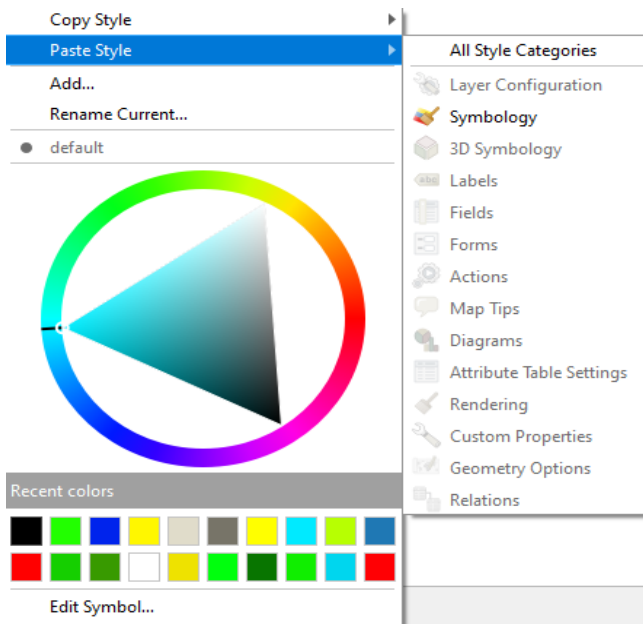 Copy Style
Paste Style
Add...
Rename Current...
default
Recent colors
Edit Symbol...
All Style Categories
Layer Configuration
Symbology
3D Symbology
abc Labels
Fields
Forms
Actions
Map Tips
Diagrams
Attribute Table Settings
Rendering
Custom Properties
Geometry Options
Relations